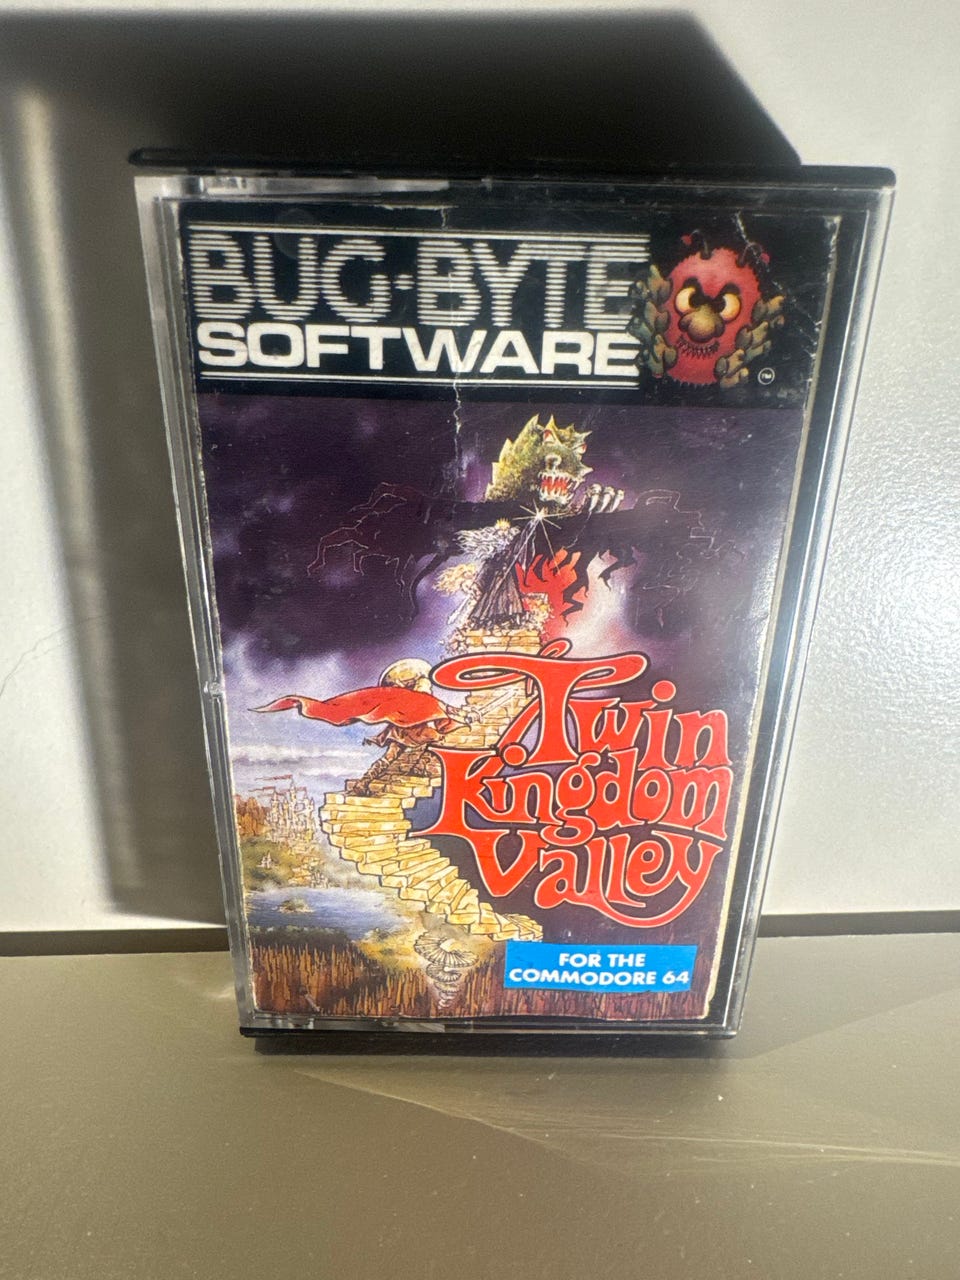 BUG-BYTE
SOFTWARE
TM
Twin
Kingdom
Valley
FOR THE
COMMODORE 64